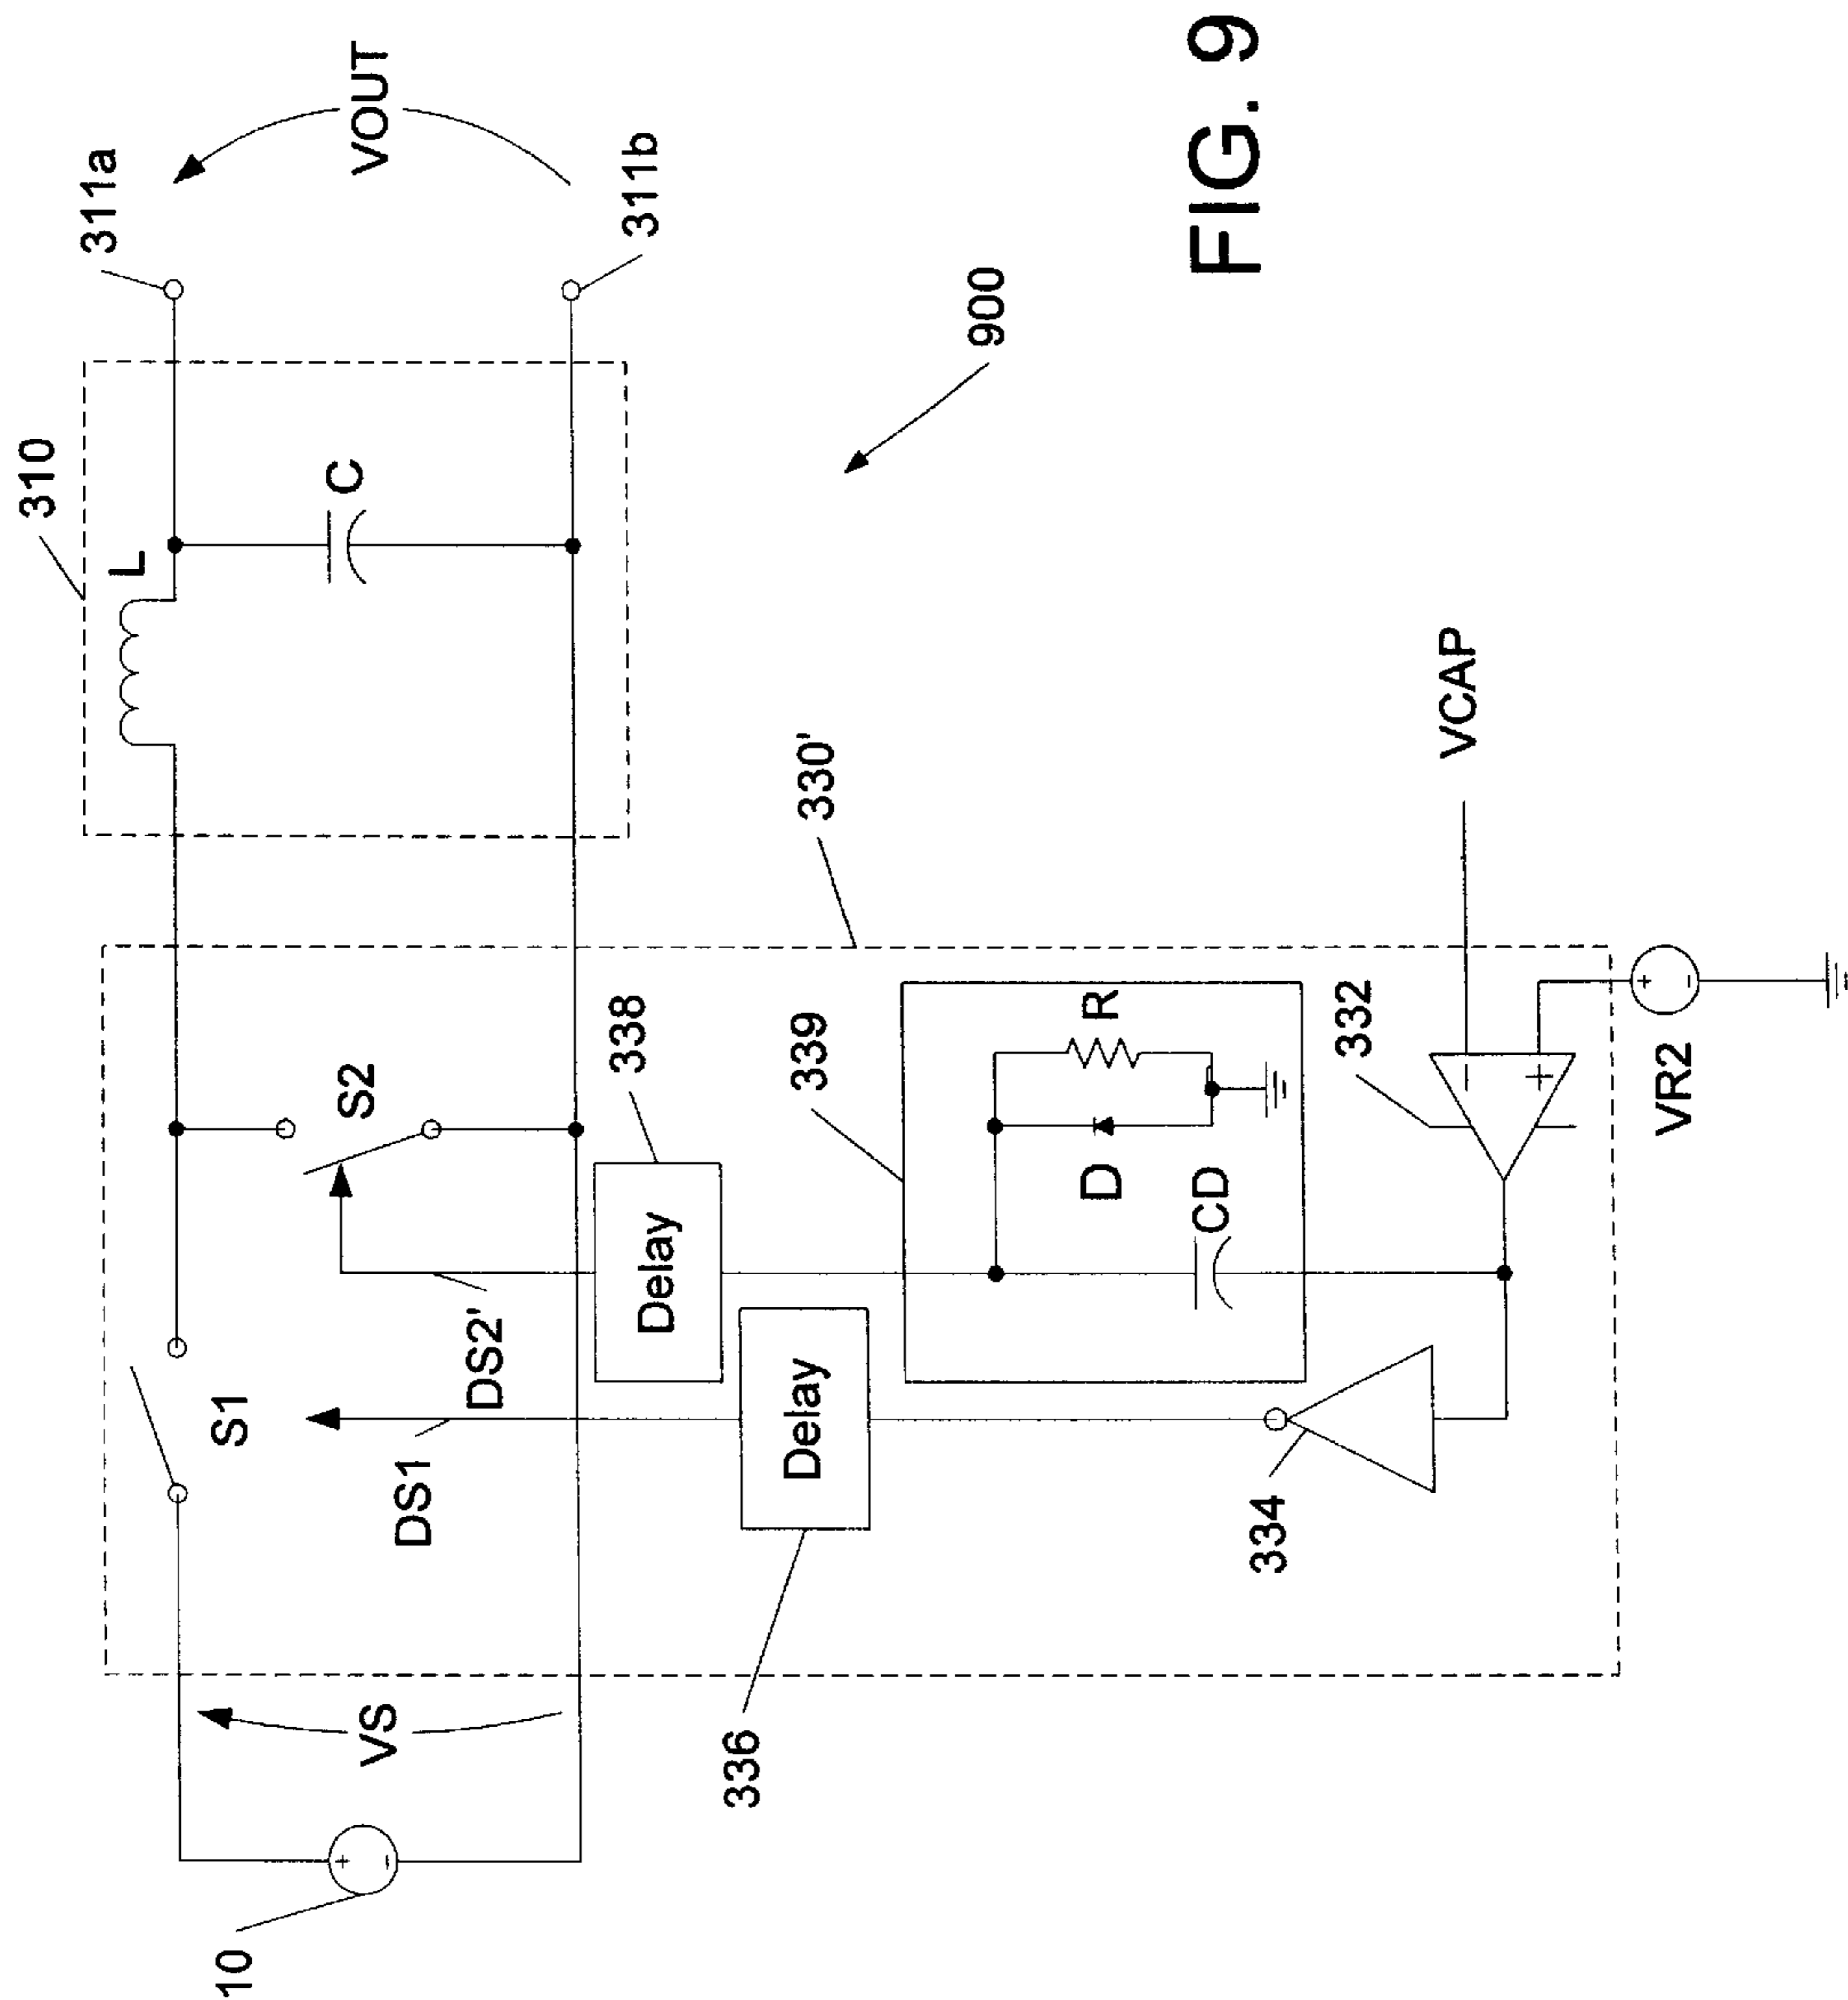 310
L
C
311a
VOUT
311b
10
VS
S1
S2
DS1
DS2'
338
Delay
336
Delay
339
R
D
CD
330'
900
334
332
VCAP
VR2
+
-
+
-
+
-
FIG. 9